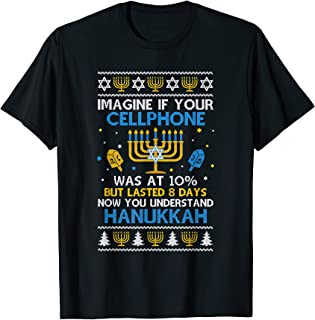 IMAGINE IF YOUR
CELLPHONE
WAS AT 10%
BUT LASTED 8 DAYS
NOW YOU UNDERSTAND
HANUKKAH